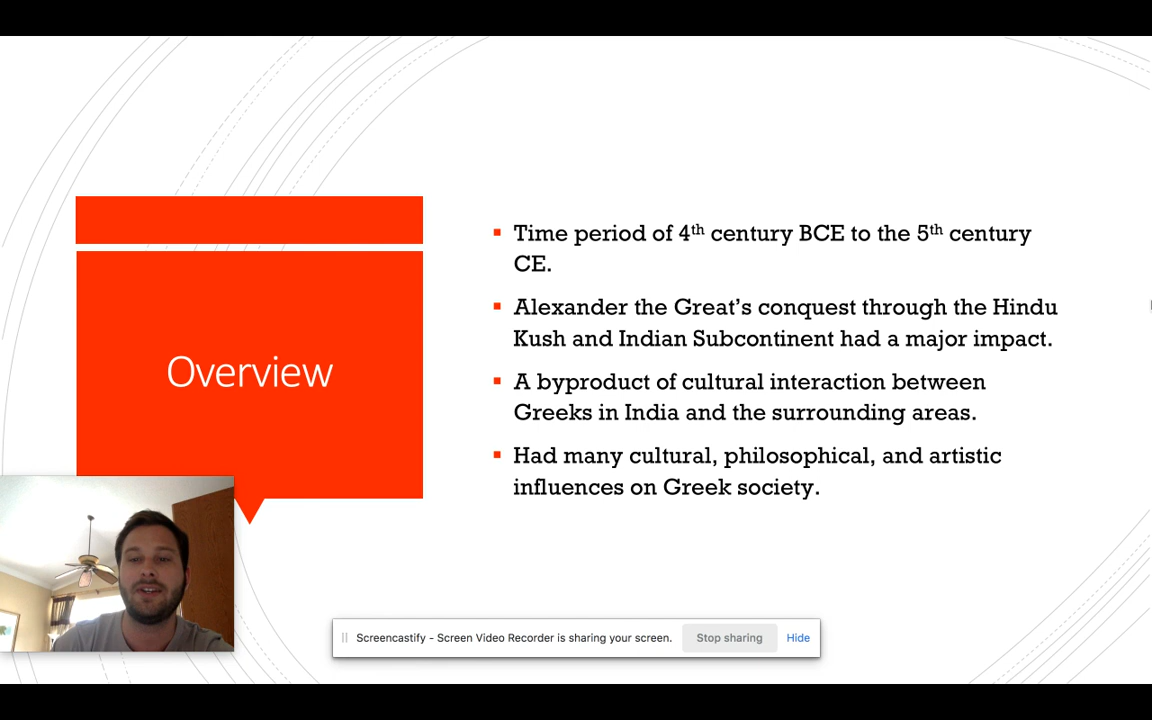 Overview
▪ Time period of 4th century BCE to the 5th century
CE.
▪ Alexander the Great’s conquest through the Hindu
Kush and Indian Subcontinent had a major impact.
▪ A byproduct of cultural interaction between
Greeks in India and the surrounding areas.
▪ Had many cultural, philosophical, and artistic
influences on Greek society.
Screencastify - Screen Video Recorder is sharing your screen. Stop sharing Hide